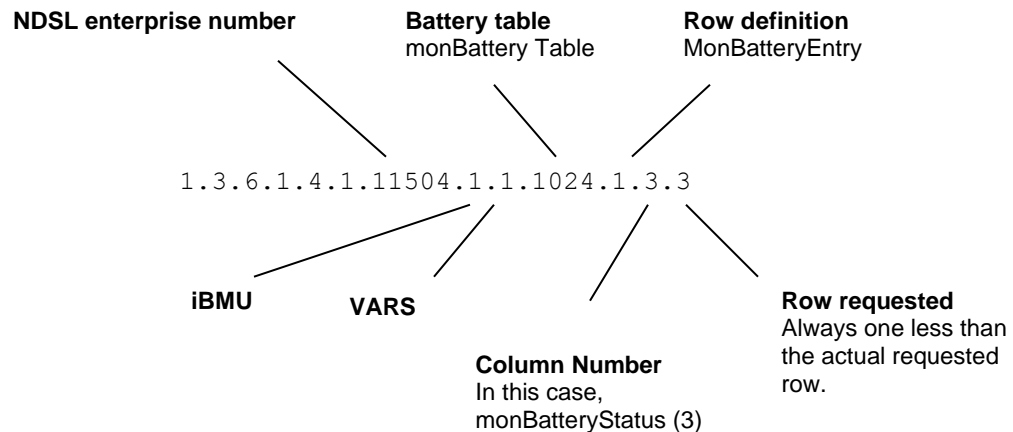 NDSL enterprise number
Battery table
monBattery Table
Row definition
MonBatteryEntry
1.3.6.1.4.1.11504.1.1.1024.1.3.3
iBMU
VARS
Column Number
In this case,
monBatteryStatus (3)
Row requested
Always one less than
the actual requested
row.